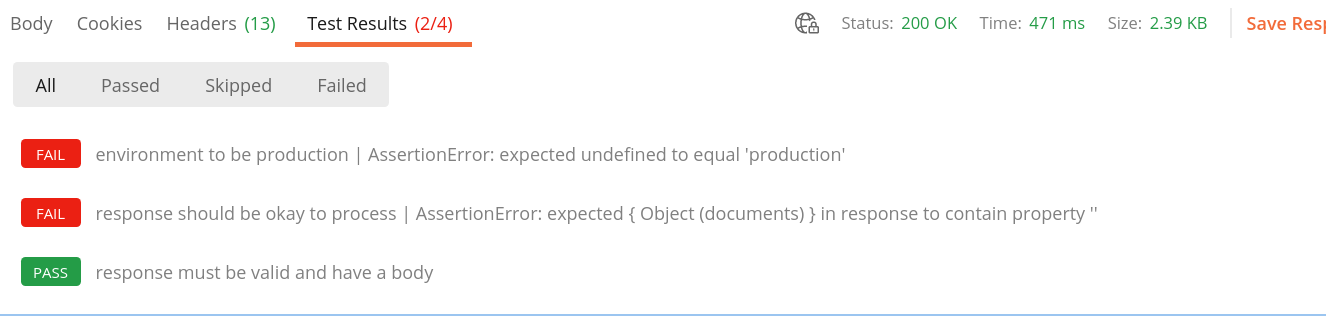 Body Cookies Headers (13) Test Results (2/4) Status: 200 OK Time: 471 ms Size: 2.39 KB Save
All Passed Skipped Failed
FAIL environment to be production | AssertionError: expected undefined to equal 'production'
FAIL response should be okay to process | AssertionError: expected { Object (documents) } in response to contain property ''
PASS response must be valid and have a body